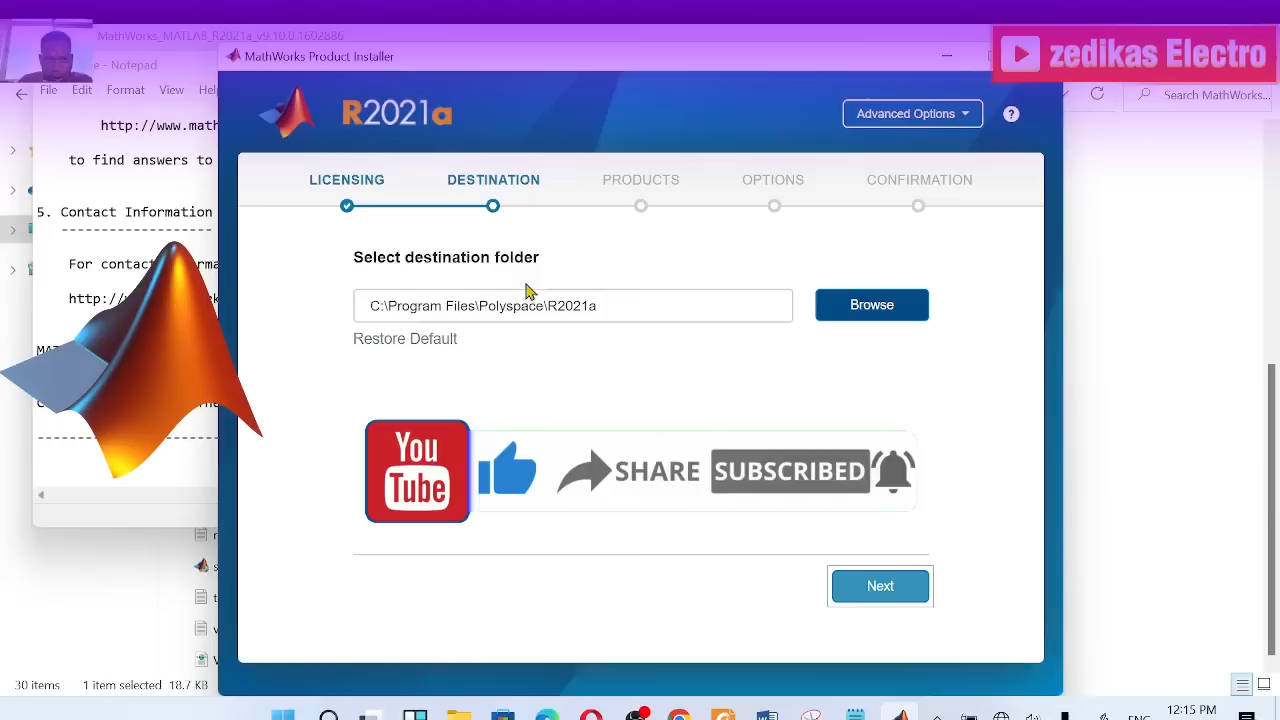 MathWorks_MATLAB_R2021a_v9.10.0.1602886
zedikas Electro
e - Notepad
MathWorks Product Installer
File Edit Format View Hel
Search MathWorks...
R2021a
Advanced Options
?
http://www.math
to find answers to
LICENSING DESTINATION PRODUCTS OPTIONS CONFIRMATION
5. Contact Information
Select destination folder
For contact
C:\Program Files\Polyspace\R2021a
Browse
Restore Default
You
Tube
SHARE
SUBSCRIBED
Next
30 items 1 item selected 18.7 KB
12:15 PM